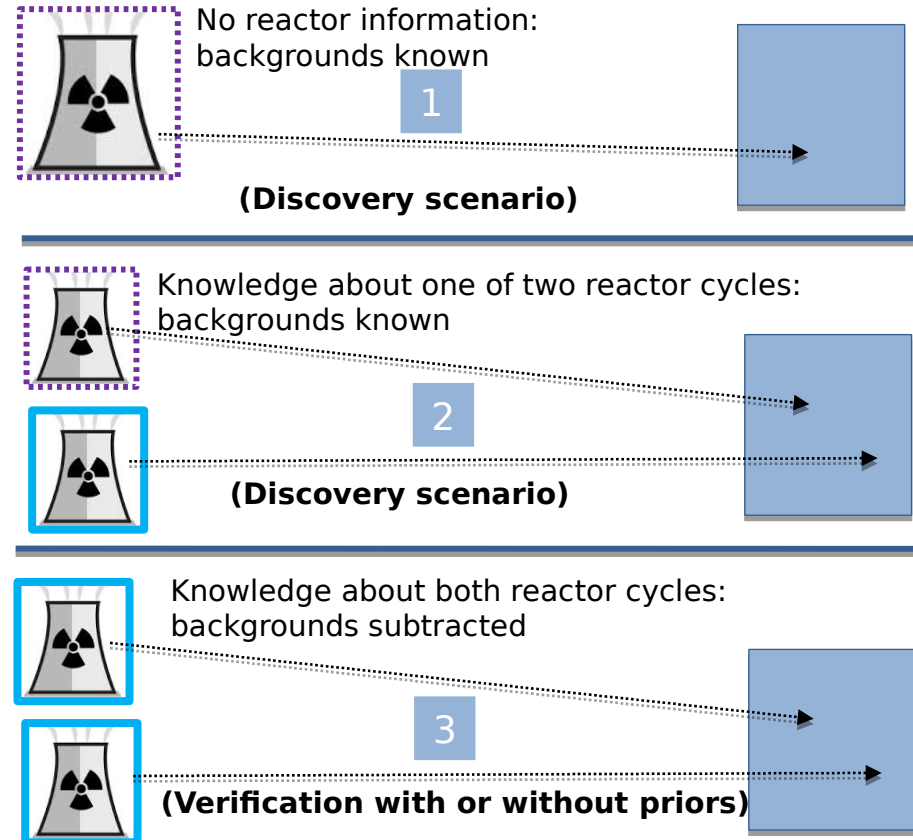 No reactor information:
backgrounds known
1
(Discovery scenario)
Knowledge about one of two reactor cycles:
backgrounds known
2
(Discovery scenario)
Knowledge about both reactor cycles:
backgrounds subtracted
3
(Verification with or without priors)